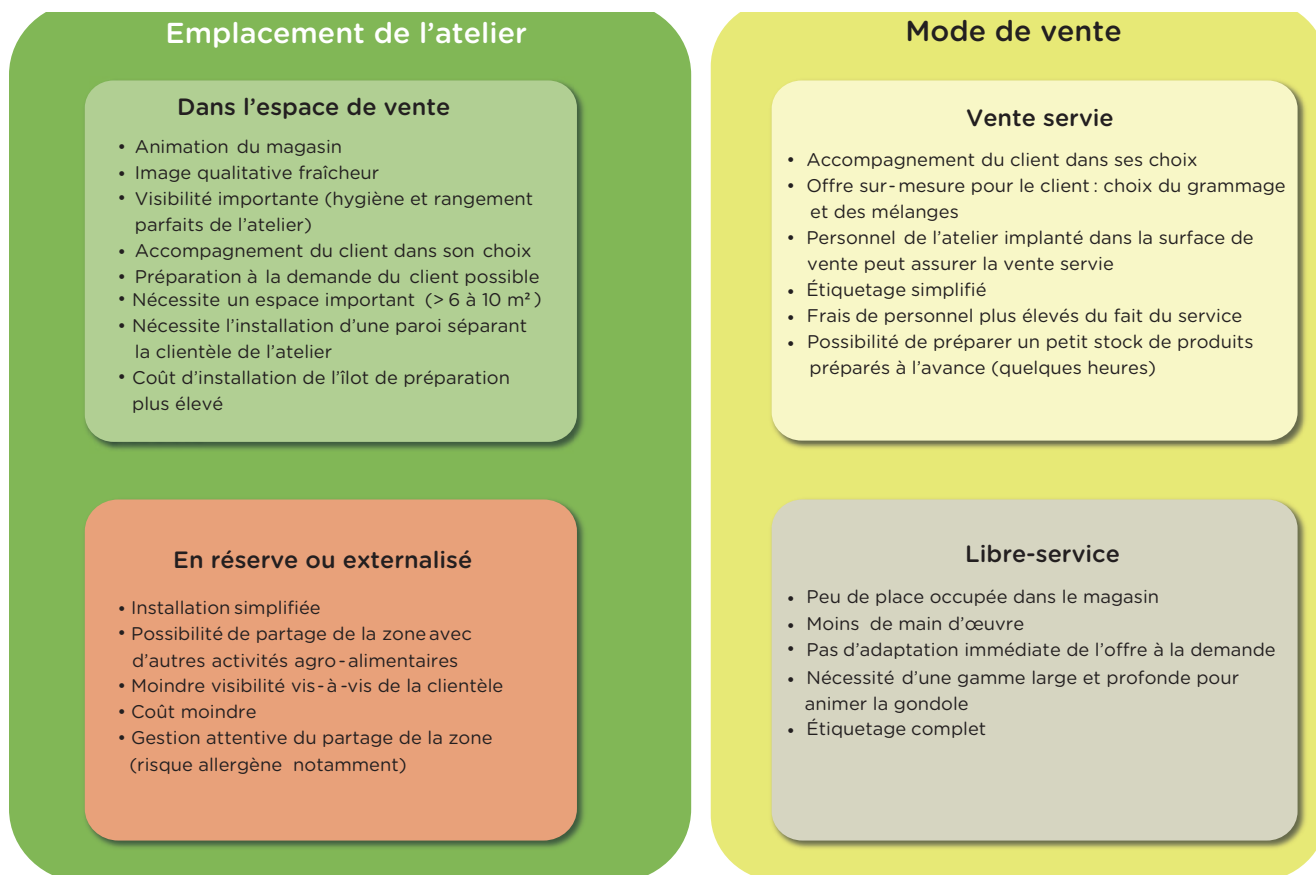 Emplacement de l'atelier
Dans l'espace de vente
• Animation du magasin
• Image qualitative fraîcheur
• Visibilité importante (hygiène et rangement
parfaits de l'atelier)
• Accompagnement du client dans son choix
• Préparation à la demande du client possible
• Nécessite un espace important (> 6 à 10 m²)
• Nécessite l'installation d'une paroi séparant
la clientèle de l'atelier
• Coût d'installation de l'îlot de préparation
plus élevé
En réserve ou externalisé
• Installation simplifiée
• Possibilité de partage de la zone avec
d'autres activités agro-alimentaires
• Moindre visibilité vis-à-vis de la clientèle
• Coût moindre
• Gestion attentive du partage de la zone
(risque allergène notamment)
Mode de vente
Vente servie
• Accompagnement du client dans ses choix
• Offre sur-mesure pour le client : choix du grammage
et des mélanges
• Personnel de l'atelier implanté dans la surface de
vente peut assurer la vente servie
• Étiquetage simplifié
• Frais de personnel plus élevés du fait du service
• Possibilité de préparer un petit stock de produits
préparés à l'avance (quelques heures)
Libre-service
• Peu de place occupée dans le magasin
• Moins de main d'œuvre
• Pas d'adaptation immédiate de l'offre à la demande
• Nécessité d'une gamme large et profonde pour
animer la gondole
• Étiquetage complet